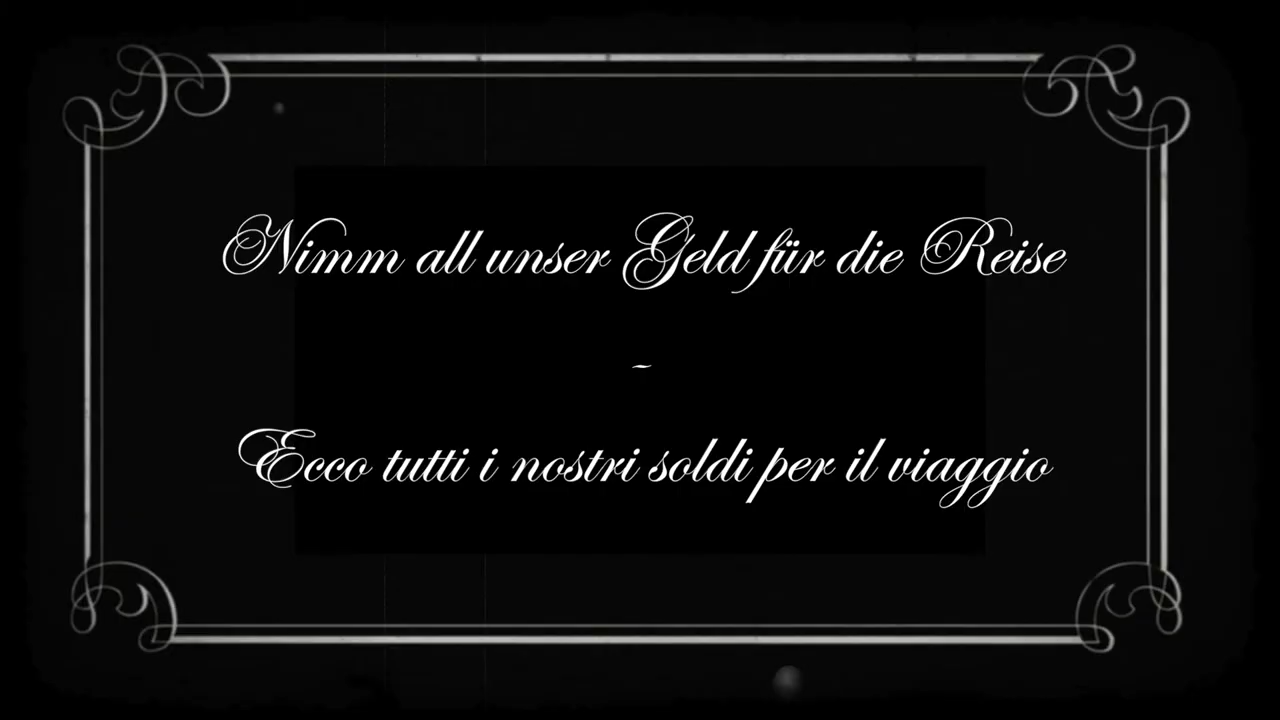 Nimm all unser Geld für die Reise
~
Ecco tutti i nostri soldi per il viaggio